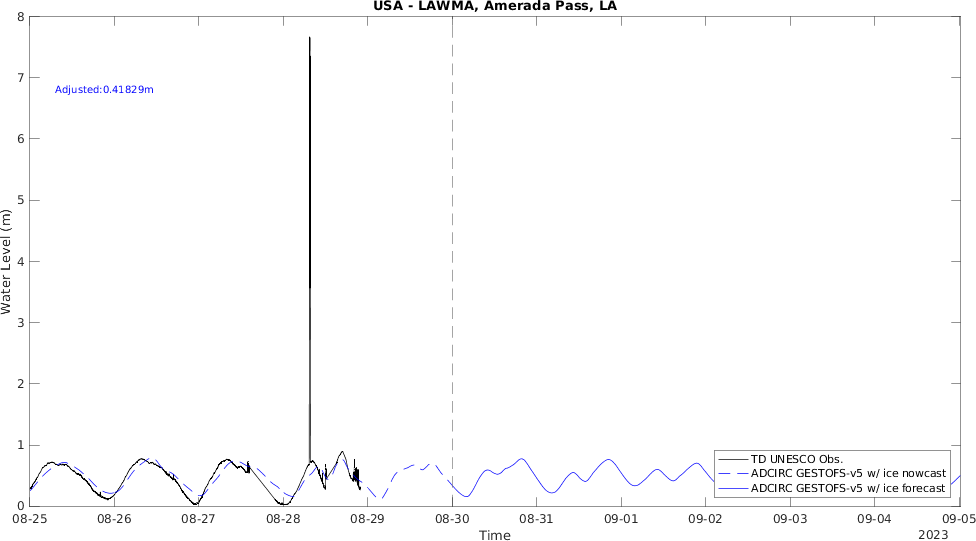 USA - LAWMA, Amerada Pass, LA
8
7
6
5
4
3
2
1
0
Water Level (m)
Adjusted:0.41829m
TD UNESCO Obs.
ADCIRC GESTOFS-v5 w/ ice nowcast
ADCIRC GESTOFS-v5 w/ ice forecast
08-25 08-26 08-27 08-28 08-29 08-30 08-31 09-01 09-02 09-03 09-04 09-05
Time
2023